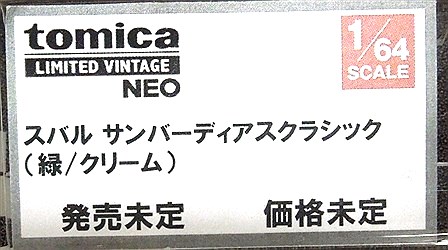 tomica
LIMITED VINTAGE
NEO
1/64
SCALE
スバル サンバーディアスクラシック
（緑/クリーム）
発売未定 価格未定